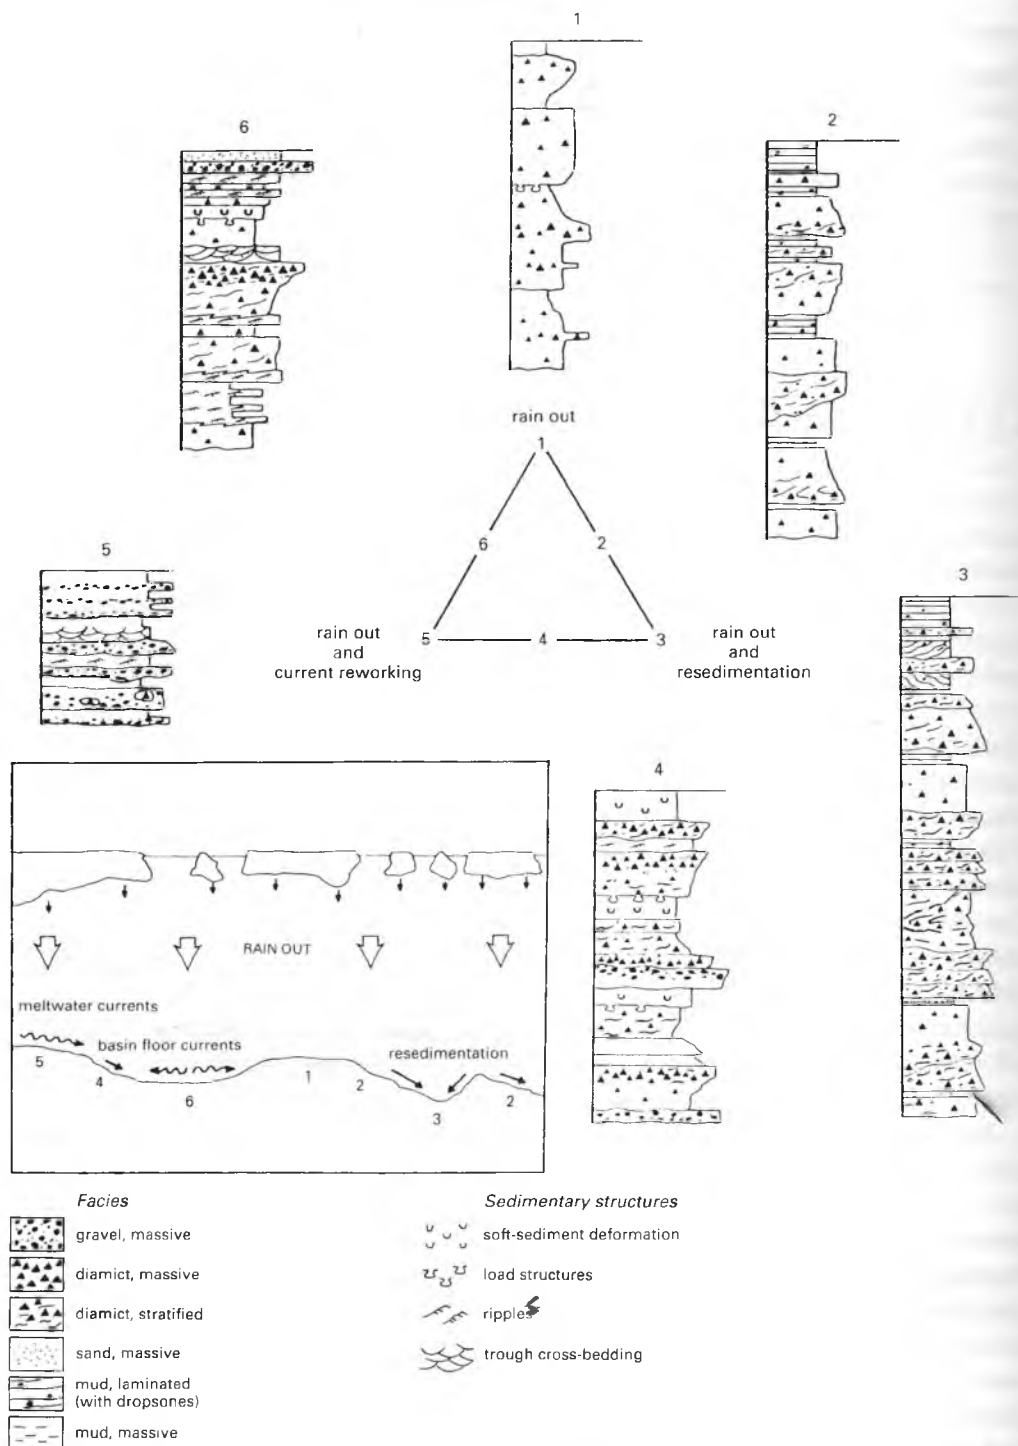 1
6
2
rain out
1
6
2
5
3
rain out
and
current reworking
5
4
3
rain out
and
resedimentation
4
RAIN OUT
meltwater currents
basin floor currents
resedimentation
5
4
6
1
2
3
2
Facies
gravel, massive
diamict, massive
diamict, stratified
sand, massive
mud, laminated
(with dropsones)
mud, massive
Sedimentary structures
soft-sediment deformation
load structures
ripples
trough cross-bedding